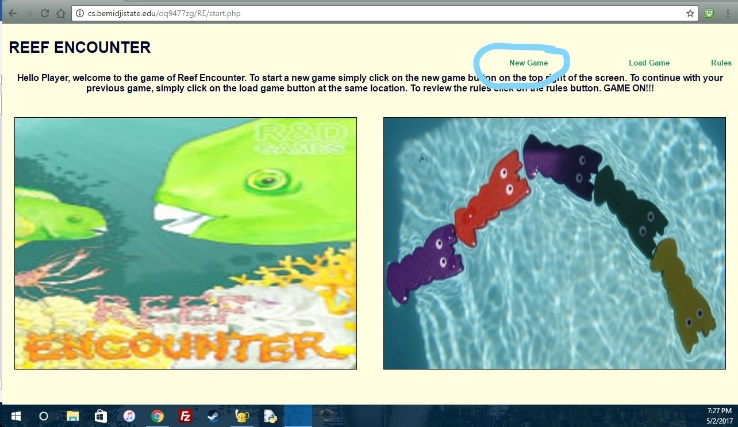 cs.bemidjistate.edu/oq9477zg/RE/start.php
REEF ENCOUNTER
New Game Load Game Rules
Hello Player, welcome to the game of Reef Encounter. To start a new game simply click on the new game button on the top right of the screen. To continue with your
previous game, simply click on the load game button at the same location. To review the rules click on the rules button. GAME ON!!!
R&D
GAMES
REEF
ENCOUNTER
7:27 PM
5/2/2017